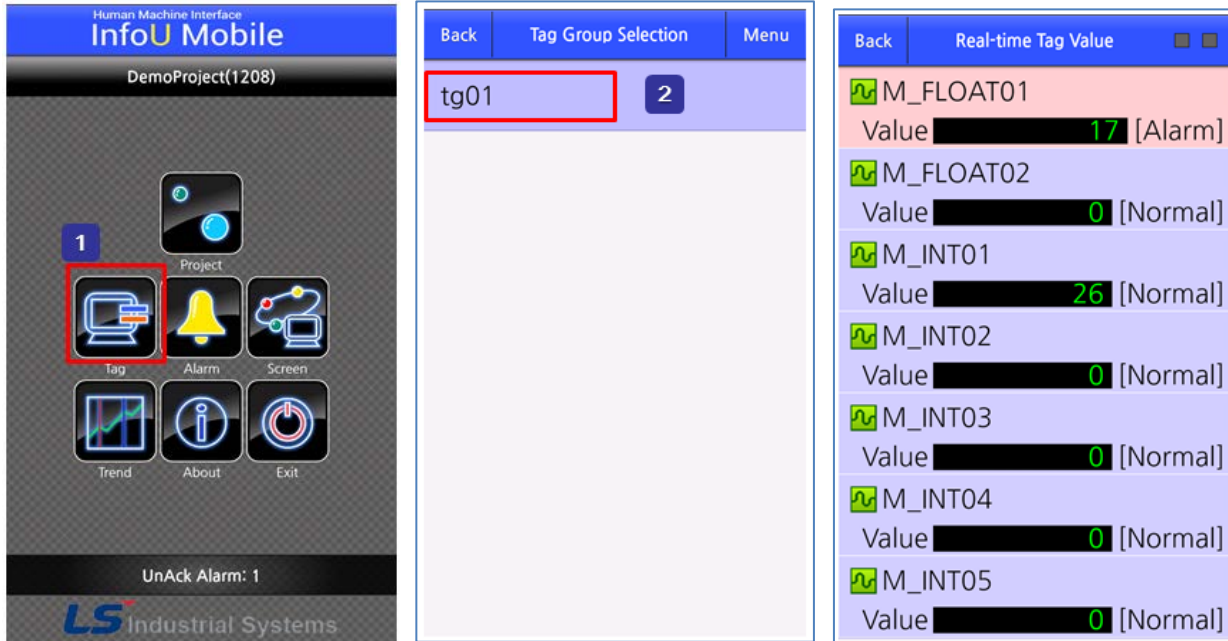 Human Machine Interface
InfoU Mobile
DemoProject(1208)
1
Project
Tag Alarm Screen
Trend About Exit
UnAck Alarm: 1
LS Industrial Systems
Back Tag Group Selection Menu
tg01 2
Back Real-time Tag Value
M_FLOAT01
Value 17 [Alarm]
M_FLOAT02
Value 0 [Normal]
M_INT01
Value 26 [Normal]
M_INT02
Value 0 [Normal]
M_INT03
Value 0 [Normal]
M_INT04
Value 0 [Normal]
M_INT05
Value 0 [Normal]